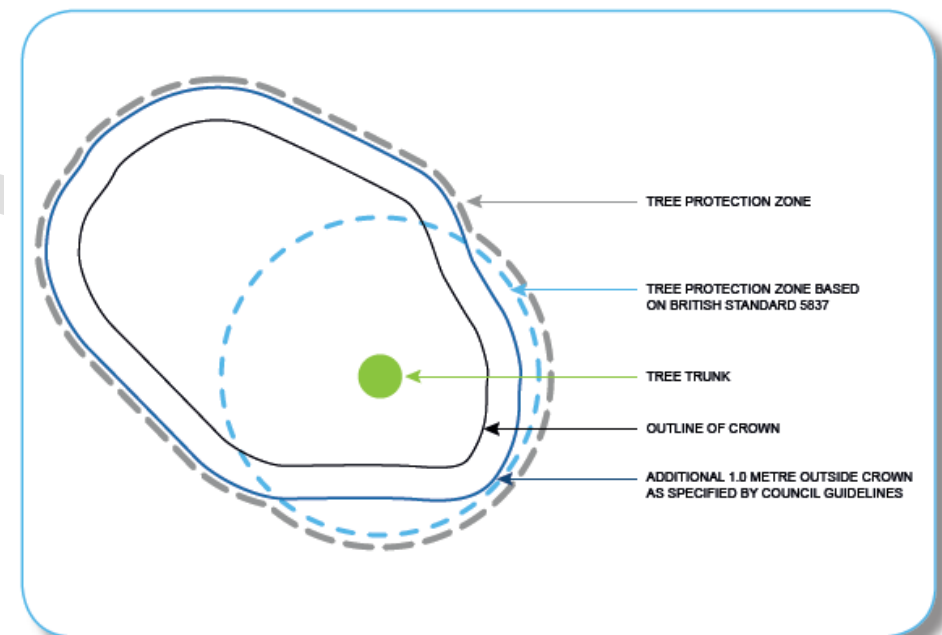 TREE PROTECTION ZONE
TREE PROTECTION ZONE BASED
ON BRITISH STANDARD 5837
TREE TRUNK
OUTLINE OF CROWN
ADDITIONAL 1.0 METRE OUTSIDE CROWN
AS SPECIFIED BY COUNCIL GUIDELINES